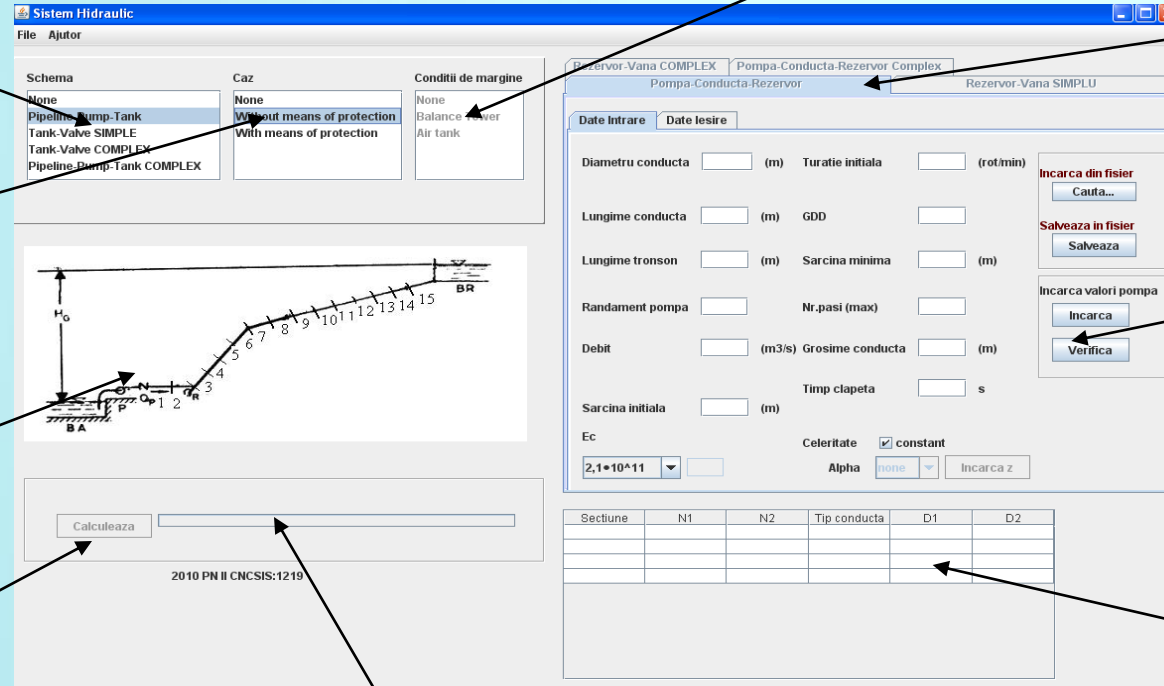 Sistem Hidraulic
File Ajutor
Schema
None
Pipeline-Pump-Tank
Tank-Valve SIMPLE
Tank-Valve COMPLEX
Pipeline-Pump-Tank COMPLEX
Caz
None
Without means of protection
With means of protection
Conditii de margine
None
Balance Tower
Air tank
Rezervor-Vana COMPLEX
Pompa-Conducta-Rezervor Complex
Pompa-Conducta-Rezervor
Rezervor-Vana SIMPLU
Date Intrare
Date Iesire
Diametru conducta (m) Turatie initiala (rot/min)
Lungime conducta (m) GDD
Lungime tronson (m) Sarcina minima (m)
Randament pompa Nr.pasi (max)
Debit (m3/s) Grosime conducta (m)
Timp clapeta s
Sarcina initiala (m)
Ec
Celeritate constant
2,1•10^11
Alpha none Incarca z
Incarca din fisier
Cauta...
Salveaza in fisier
Salveaza
Incarca valori pompa
Incarca
Verifica
HG
BR
1 2 3 4 5 6 7 8 9 10 11 12 13 14 15
N
P QP R
BA
Calculeaza
2010 PN II CNCSIS:1219
Sectiune N1 N2 Tip conducta D1 D2